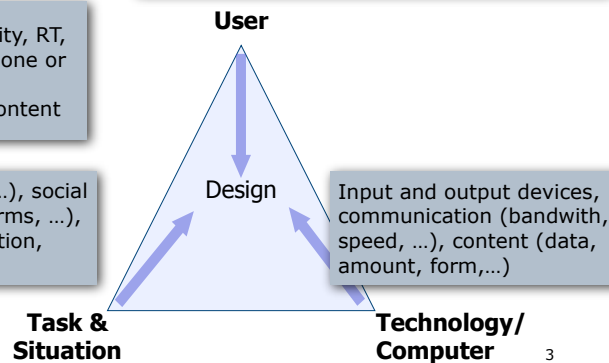 User
ity, RT,
one or
ontent
Design
…), social
rms, …),
tion,
Input and output devices,
communication (bandwith,
speed, …), content (data,
amount, form,…)
Task &
Situation
Technology/
Computer
3